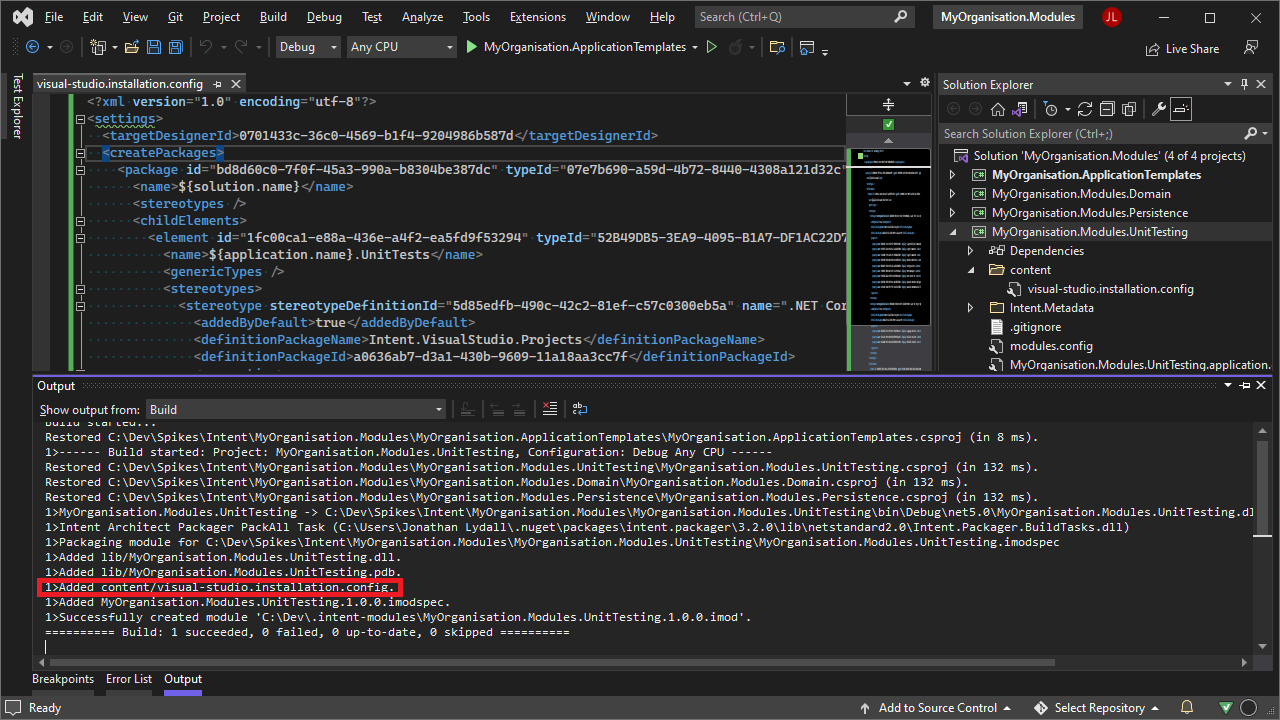 File Edit View Git Project Build Debug Test Analyze Tools Extensions Window Help Search (Ctrl+Q) MyOrganisation.Modules JL
Debug Any CPU MyOrganisation.ApplicationTemplates Live Share
Test Explorer
visual-studio.installation.config
<?xml version="1.0" encoding="utf-8"?>
<settings>
<targetDesignerId>0701433c-36c0-4569-b1f4-9204986b587d</targetDesignerId>
<createPackages>
<package id="bd8d60c0-7f0f-45a3-990a-b8304be387dc" typeId="07e7b690-a59d-4b72-8440-4308a121d32c"
<name>${solution.name}</name>
<stereotypes />
<childElements>
<element id="1fc00ca1-e88a-436e-a4f2-ea5fd9f53294" typeId="52B49DB5-3EA9-4095-B1A7-DF1AC22D7
<name>${application.name}.UnitTests</name>
<genericTypes />
<stereotypes>
<stereotype stereotypeDefinitionId="5d85edfb-490c-42c2-81ef-c57c0300eb5a" name=".NET Cor
<addedByDefault>true</addedByDefault>
<definitionPackageName>Intent.VisualStudio.Projects</definitionPackageName>
<definitionPackageId>a0636ab7-d3a1-430b-9609-11a18aa3cc7f</definitionPackageId>
Solution Explorer
Search Solution Explorer (Ctrl+;)
Solution 'MyOrganisation.Modules' (4 of 4 projects)
MyOrganisation.ApplicationTemplates
MyOrganisation.Modules.Domain
MyOrganisation.Modules.Persistence
MyOrganisation.Modules.UnitTesting
Dependencies
content
visual-studio.installation.config
Intent.Metadata
.gitignore
modules.config
MyOrganisation.Modules.UnitTesting.application.
Output
Show output from: Build
Build started...
Restored C:\Dev\Spikes\Intent\MyOrganisation.Modules\MyOrganisation.ApplicationTemplates\MyOrganisation.ApplicationTemplates.csproj (in 8 ms).
1>------ Build started: Project: MyOrganisation.Modules.UnitTesting, Configuration: Debug Any CPU ------
Restored C:\Dev\Spikes\Intent\MyOrganisation.Modules\MyOrganisation.Modules.UnitTesting\MyOrganisation.Modules.UnitTesting.csproj (in 132 ms).
Restored C:\Dev\Spikes\Intent\MyOrganisation.Modules\MyOrganisation.Modules.Domain\MyOrganisation.Modules.Domain.csproj (in 132 ms).
Restored C:\Dev\Spikes\Intent\MyOrganisation.Modules\MyOrganisation.Modules.Persistence\MyOrganisation.Modules.Persistence.csproj (in 132 ms).
1>MyOrganisation.Modules.UnitTesting -> C:\Dev\Spikes\Intent\MyOrganisation.Modules\MyOrganisation.Modules.UnitTesting\bin\Debug\net5.0\MyOrganisation.Modules.UnitTesting.dl
1>Intent Architect Packager PackAll Task (C:\Users\Jonathan Lydall\.nuget\packages\intent.packager\3.2.0\lib\netstandard2.0\Intent.Packager.BuildTasks.dll)
1>Packaging module for C:\Dev\Spikes\Intent\MyOrganisation.Modules\MyOrganisation.Modules.UnitTesting\MyOrganisation.Modules.UnitTesting.imodspec
1>Added lib/MyOrganisation.Modules.UnitTesting.dll.
1>Added lib/MyOrganisation.Modules.UnitTesting.pdb.
1>Added content/visual-studio.installation.config.
1>Added MyOrganisation.Modules.UnitTesting.1.0.0.imodspec.
1>Successfully created module 'C:\Dev\.intent-modules\MyOrganisation.Modules.UnitTesting.1.0.0.imod'.
========== Build: 1 succeeded, 0 failed, 0 up-to-date, 0 skipped ==========
Breakpoints Error List Output
Ready Add to Source Control Select Repository